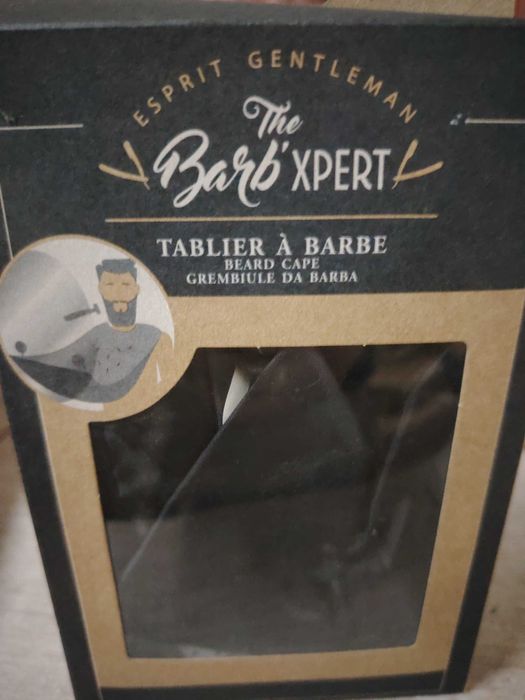 ESPRIT GENTLEMAN
The
Barb'XPERT
TABLIER À BARBE
BEARD CAPE
GREMBIULE DA BARBA